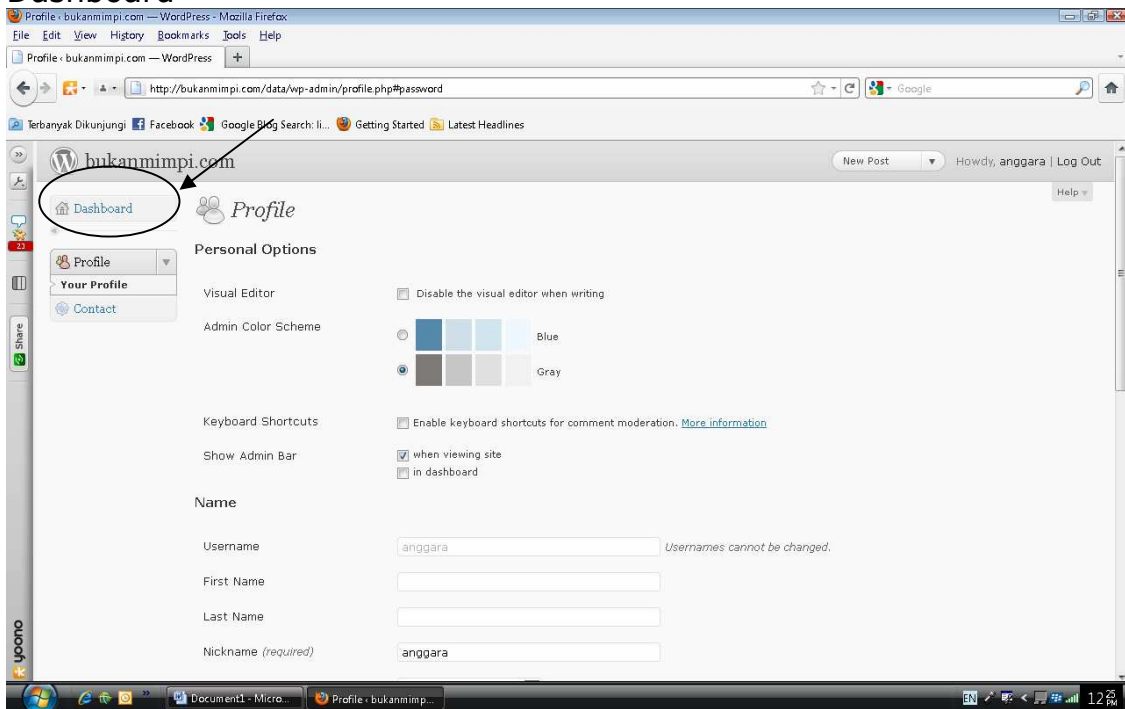 Dashboard
Profile ‹ bukanmimpi.com — WordPress - Mozilla Firefox
File Edit View History Bookmarks Tools Help
Profile ‹ bukanmimpi.com — WordPress +
http://bukanmimpi.com/data/wp-admin/profile.php#password Google
Terbanyak Dikunjungi Facebook Google Blog Search: li... Getting Started Latest Headlines
bukanmimpi.com New Post Howdy, anggara | Log Out
Help
Dashboard
Profile
Personal Options
23
Profile
Your Profile
Contact
Visual Editor Disable the visual editor when writing
Admin Color Scheme Blue
Gray
Share
Keyboard Shortcuts Enable keyboard shortcuts for comment moderation. More information
Show Admin Bar when viewing site
in dashboard
Name
Username anggara Usernames cannot be changed.
First Name
Last Name
Nickname (required) anggara
yoono
Document1 - Micro... Profile ‹ bukanmimp... EN 12:25 PM